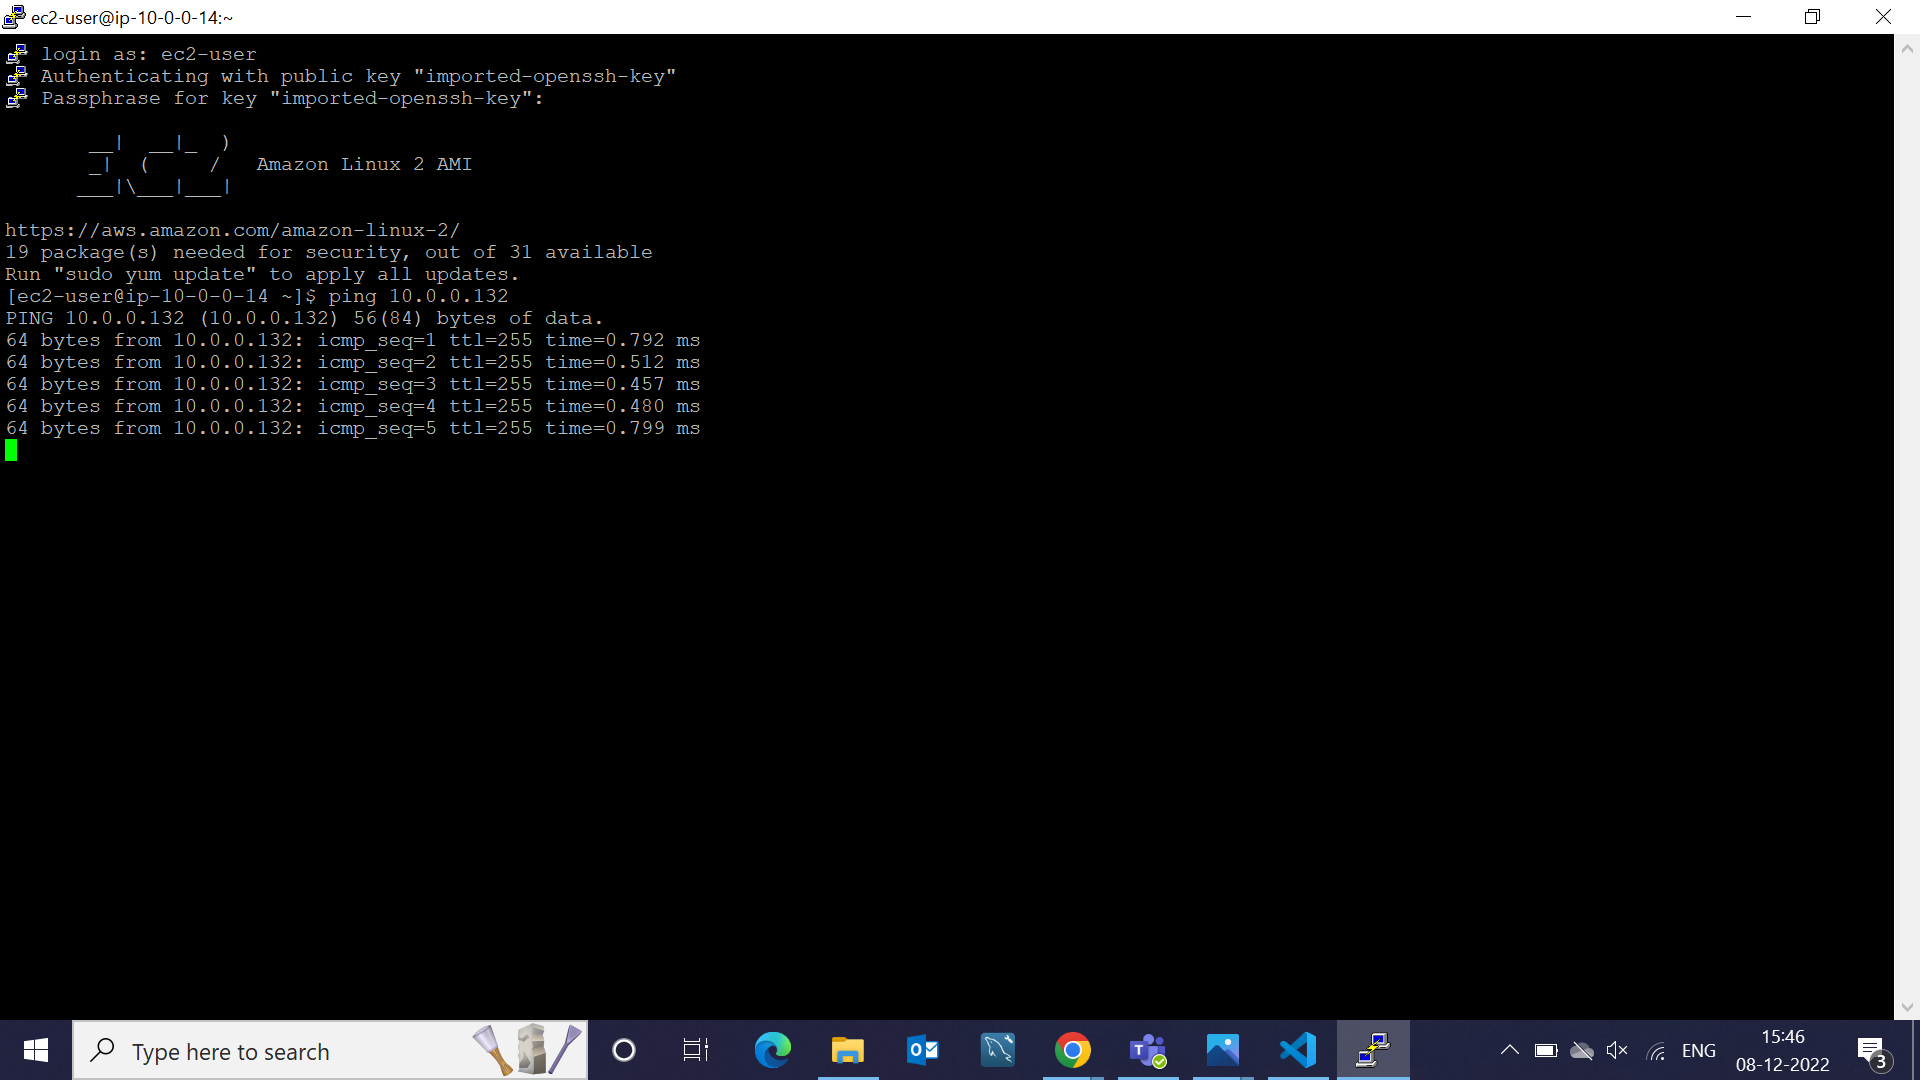 ec2-user@ip-10-0-0-14:~
login as: ec2-user
Authenticating with public key "imported-openssh-key"
Passphrase for key "imported-openssh-key":
       __|  __|_  )
       _|  (     /   Amazon Linux 2 AMI
      ___|\___|___|
https://aws.amazon.com/amazon-linux-2/
19 package(s) needed for security, out of 31 available
Run "sudo yum update" to apply all updates.
[ec2-user@ip-10-0-0-14 ~]$ ping 10.0.0.132
PING 10.0.0.132 (10.0.0.132) 56(84) bytes of data.
64 bytes from 10.0.0.132: icmp_seq=1 ttl=255 time=0.792 ms
64 bytes from 10.0.0.132: icmp_seq=2 ttl=255 time=0.512 ms
64 bytes from 10.0.0.132: icmp_seq=3 ttl=255 time=0.457 ms
64 bytes from 10.0.0.132: icmp_seq=4 ttl=255 time=0.480 ms
64 bytes from 10.0.0.132: icmp_seq=5 ttl=255 time=0.799 ms
Type here to search
ENG
15:46
08-12-2022
3